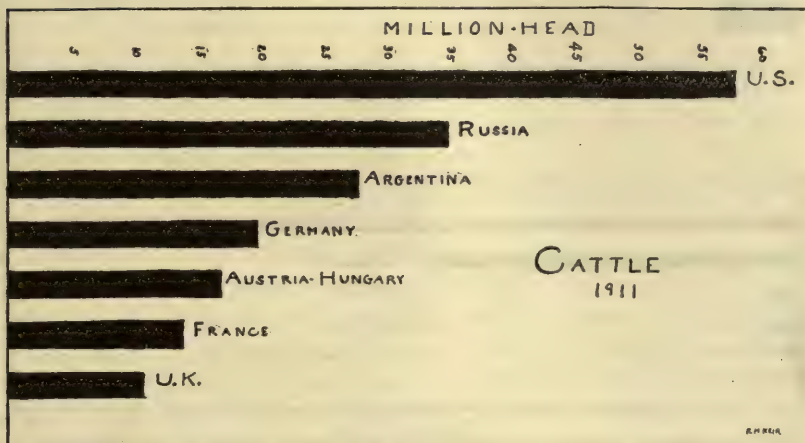 MILLION·HEAD
5 10 15 20 25 30 35 40 45 50 55 60
U.S.
RUSSIA
ARGENTINA
GERMANY.
AUSTRIA-HUNGARY
CATTLE
1911
FRANCE
U.K.